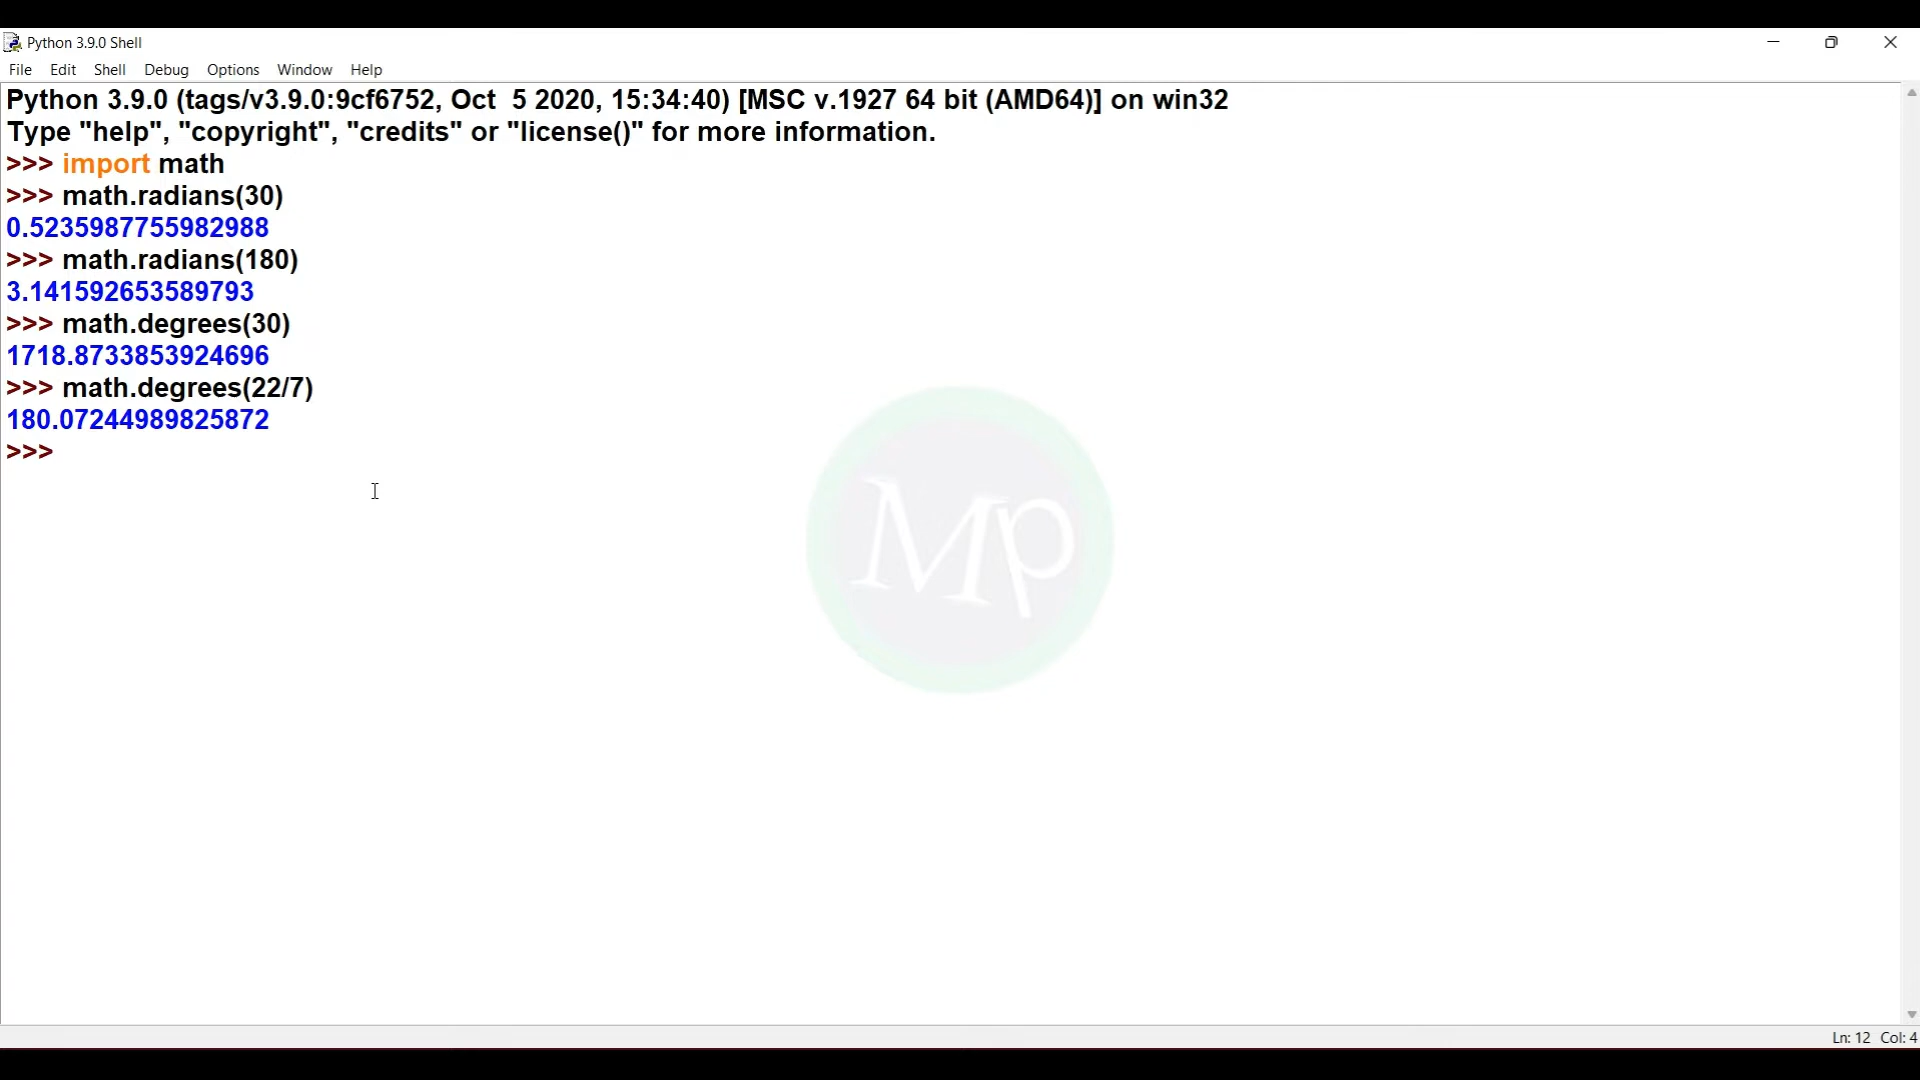 Python 3.9.0 Shell
File Edit Shell Debug Options Window Help
Python 3.9.0 (tags/v3.9.0:9cf6752, Oct  5 2020, 15:34:40) [MSC v.1927 64 bit (AMD64)] on win32
Type "help", "copyright", "credits" or "license()" for more information.
>>> import math
>>> math.radians(30)
0.5235987755982988
>>> math.radians(180)
3.141592653589793
>>> math.degrees(30)
1718.8733853924696
>>> math.degrees(22/7)
180.07244989825872
>>>
Mp
Ln: 12 Col: 4